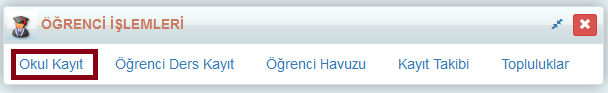 ÖĞRENCİ İŞLEMLERİ
Okul Kayıt Öğrenci Ders Kayıt Öğrenci Havuzu Kayıt Takibi Topluluklar